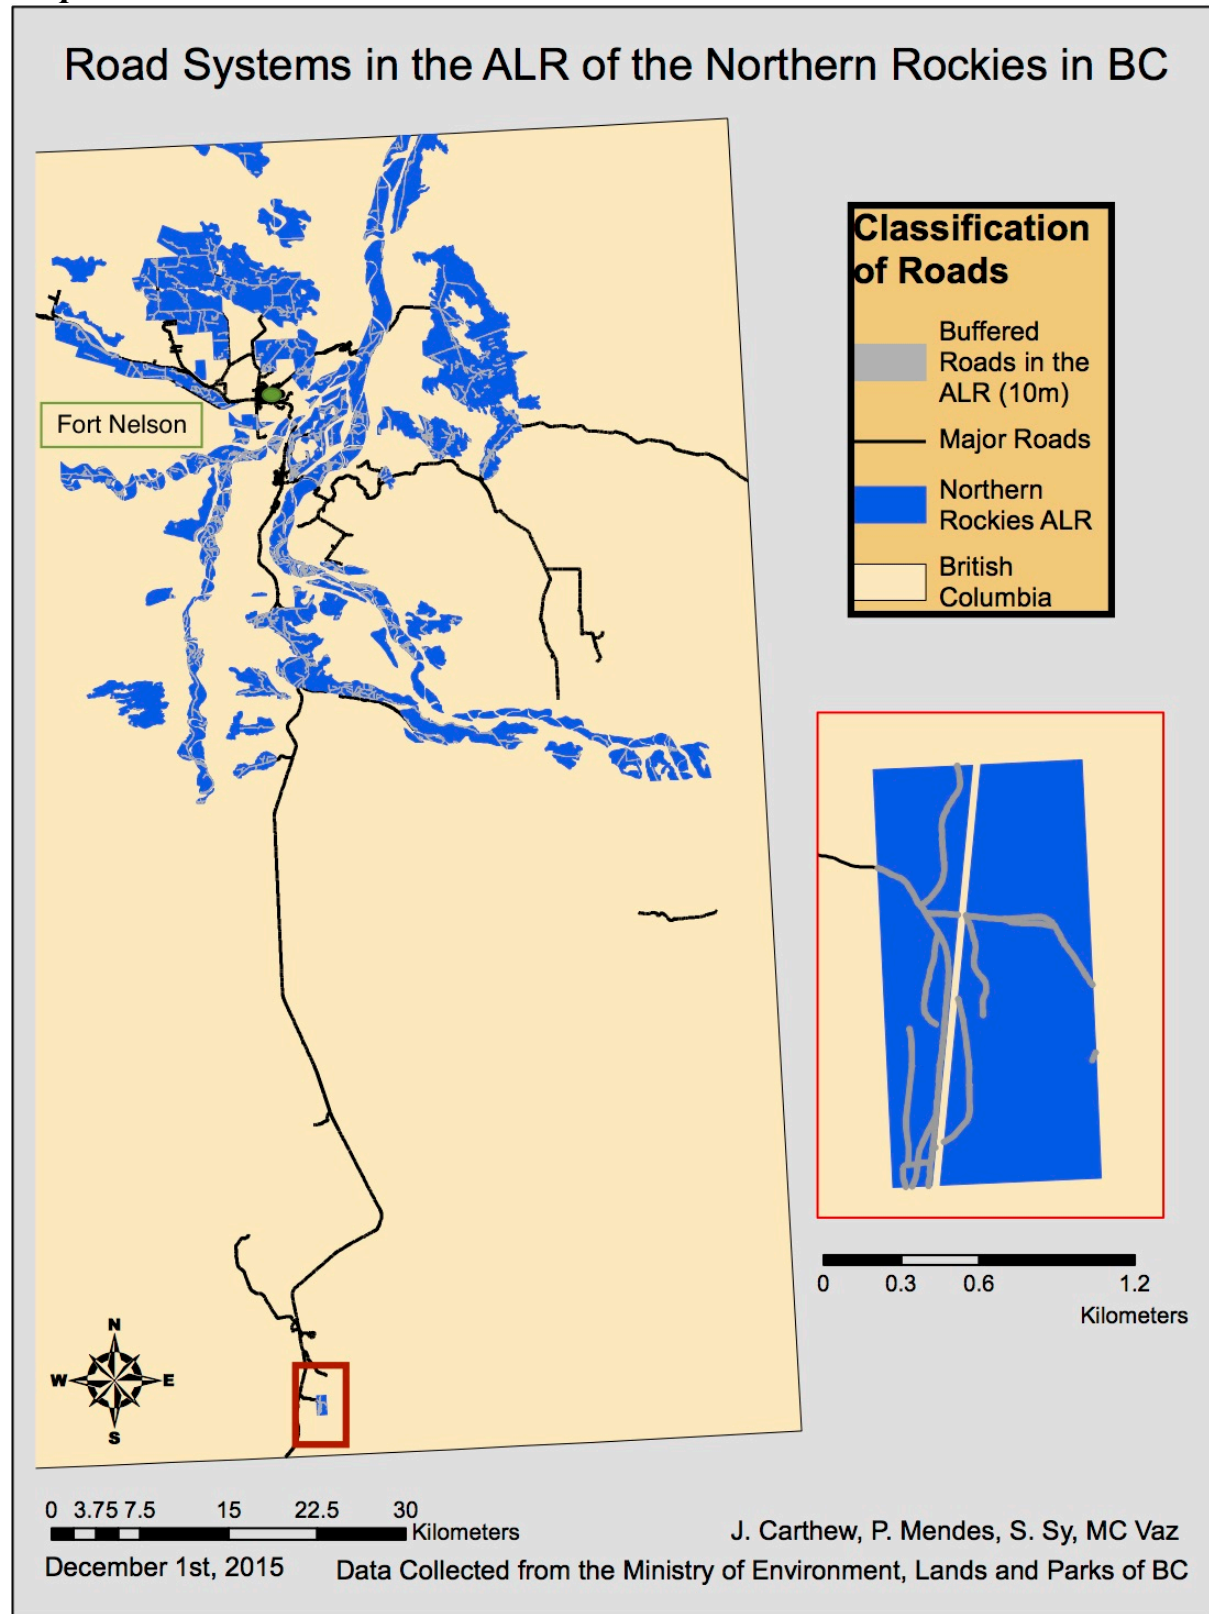 Road Systems in the ALR of the Northern Rockies in BC
Fort Nelson
Classification
of Roads
Buffered
Roads in the
ALR (10m)
Major Roads
Northern
Rockies ALR
British
Columbia
0 0.3 0.6 1.2
Kilometers
N
W E
S
0 3.75 7.5 15 22.5 30
Kilometers
J. Carthew, P. Mendes, S. Sy, MC Vaz
December 1st, 2015
Data Collected from the Ministry of Environment, Lands and Parks of BC